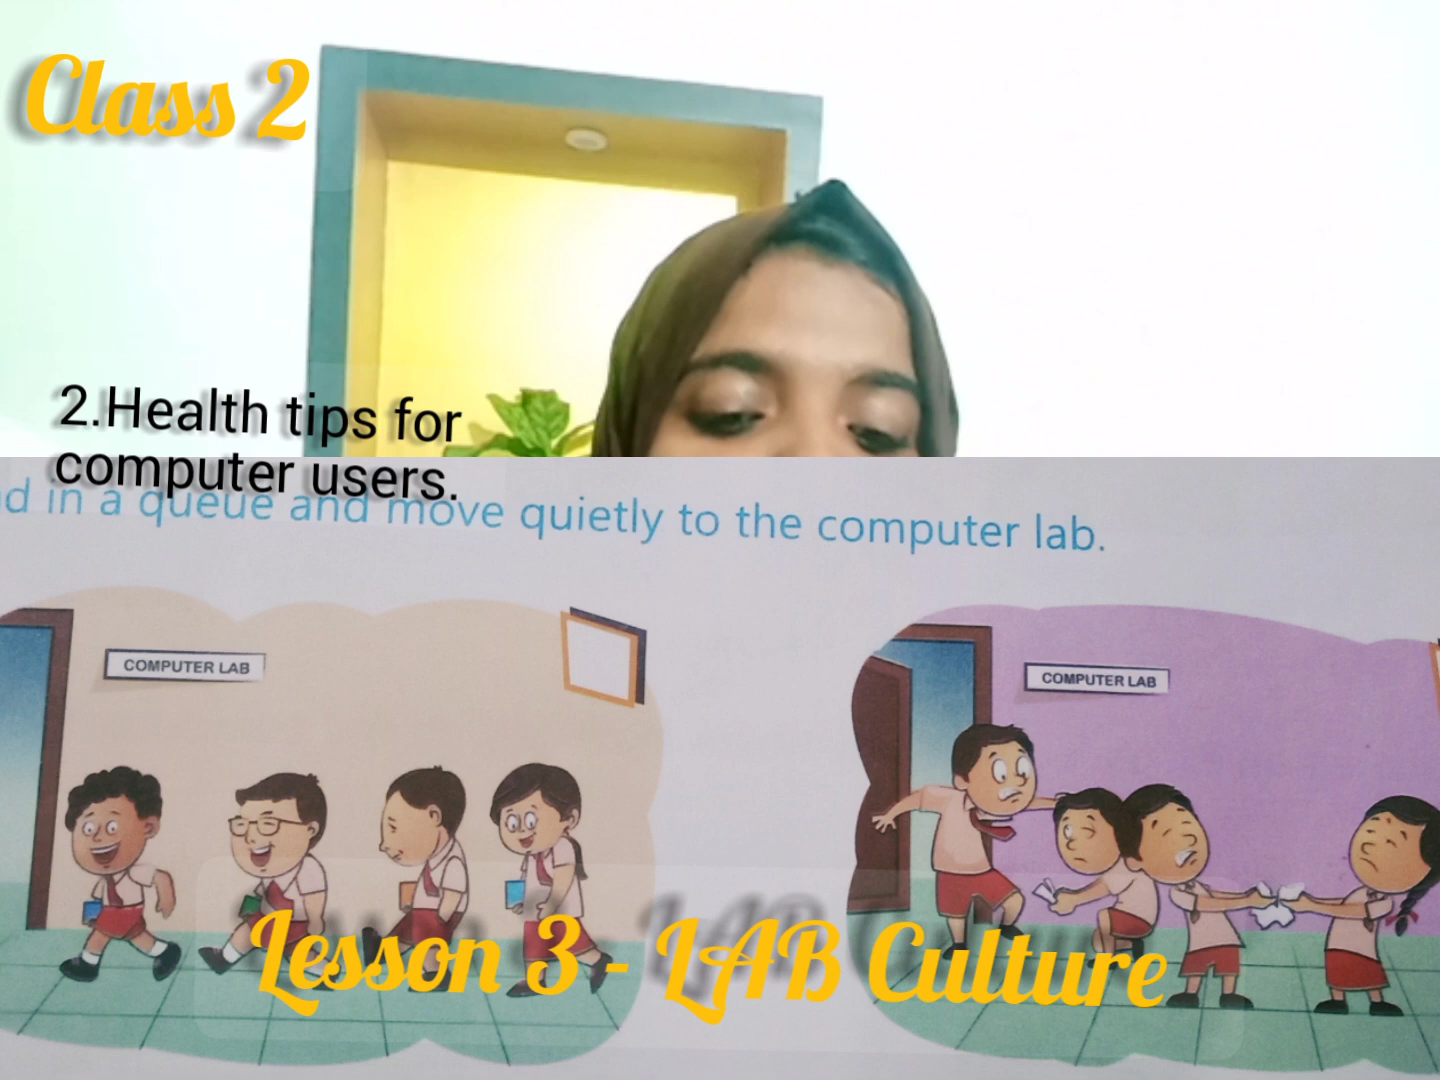 Class 2
2.Health tips for
computer users.
d in a queue and move quietly to the computer lab.
COMPUTER LAB
COMPUTER LAB
Lesson 3 - LAB Culture